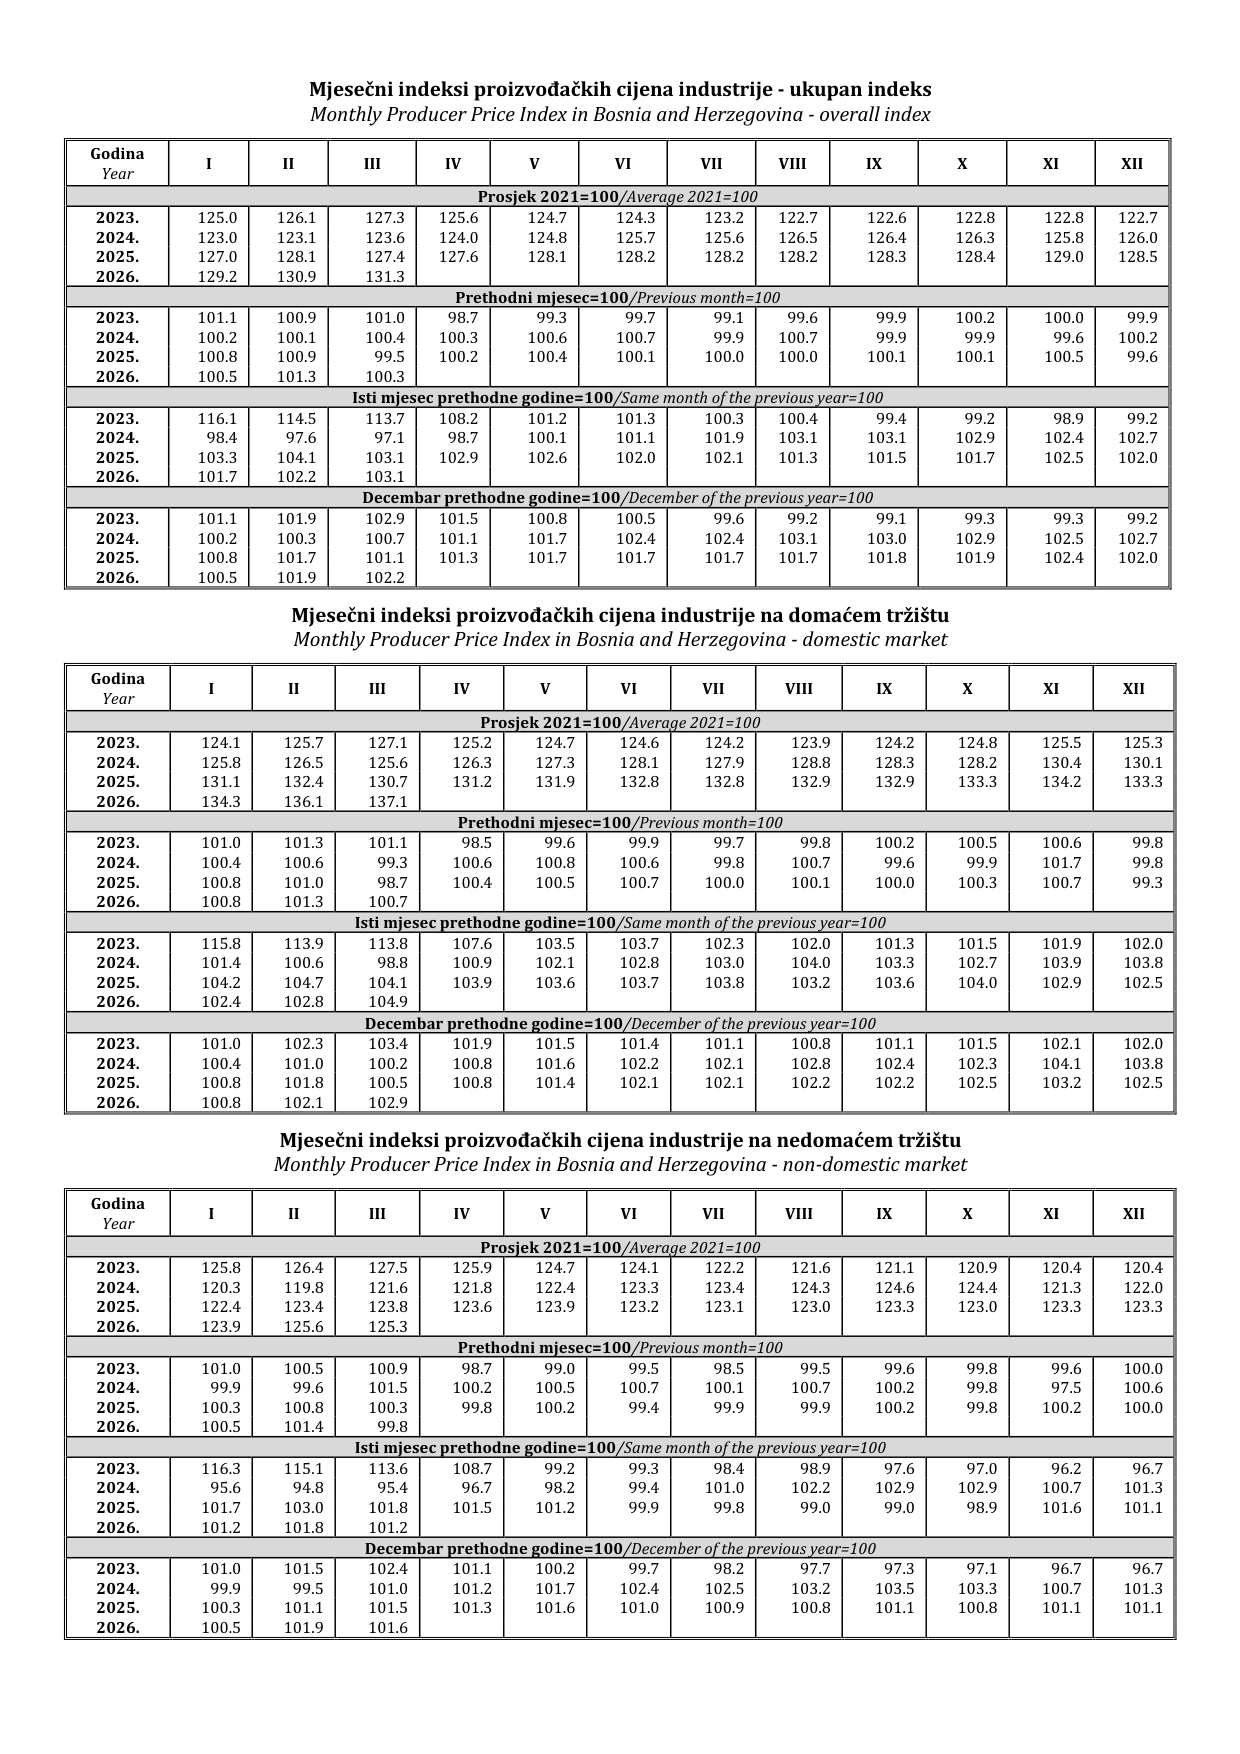 Mjesečni indeksi proizvođačkih cijena industrije - ukupan indeks
Monthly Producer Price Index in Bosnia and Herzegovina - overall index
Godina I II III IV V VI VII VIII IX X XI XII
Year
Prosjek 2021=100/Average 2021=100
2023. 125.0 126.1 127.3 125.6 124.7 124.3 123.2 122.7 122.6 122.8 122.8 122.7
2024. 123.0 123.1 123.6 124.0 124.8 125.7 125.6 126.5 126.4 126.3 125.8 126.0
2025. 127.0 128.1 127.4 127.6 128.1 128.2 128.2 128.2 128.3 128.4 129.0 128.5
2026. 129.2 130.9 131.3
Prethodni mjesec=100/Previous month=100
2023. 101.1 100.9 101.0 98.7 99.3 99.7 99.1 99.6 99.9 100.2 100.0 99.9
2024. 100.2 100.1 100.4 100.3 100.6 100.7 99.9 100.7 99.9 99.9 99.6 100.2
2025. 100.8 100.9 99.5 100.2 100.4 100.1 100.0 100.0 100.1 100.1 100.5 99.6
2026. 100.5 101.3 100.3
Isti mjesec prethodne godine=100/Same month of the previous year=100
2023. 116.1 114.5 113.7 108.2 101.2 101.3 100.3 100.4 99.4 99.2 98.9 99.2
2024. 98.4 97.6 97.1 98.7 100.1 101.1 101.9 103.1 103.1 102.9 102.4 102.7
2025. 103.3 104.1 103.1 102.9 102.6 102.0 102.1 101.3 101.5 101.7 102.5 102.0
2026. 101.7 102.2 103.1
Decembar prethodne godine=100/December of the previous year=100
2023. 101.1 101.9 102.9 101.5 100.8 100.5 99.6 99.2 99.1 99.3 99.3 99.2
2024. 100.2 100.3 100.7 101.1 101.7 102.4 102.4 103.1 103.0 102.9 102.5 102.7
2025. 100.8 101.7 101.1 101.3 101.7 101.7 101.7 101.7 101.8 101.9 102.4 102.0
2026. 100.5 101.9 102.2
Mjesečni indeksi proizvođačkih cijena industrije na domaćem tržištu
Monthly Producer Price Index in Bosnia and Herzegovina - domestic market
Godina I II III IV V VI VII VIII IX X XI XII
Year
Prosjek 2021=100/Average 2021=100
2023. 124.1 125.7 127.1 125.2 124.7 124.6 124.2 123.9 124.2 124.8 125.5 125.3
2024. 125.8 126.5 125.6 126.3 127.3 128.1 127.9 128.8 128.3 128.2 130.4 130.1
2025. 131.1 132.4 130.7 131.2 131.9 132.8 132.8 132.9 132.9 133.3 134.2 133.3
2026. 134.3 136.1 137.1
Prethodni mjesec=100/Previous month=100
2023. 101.0 101.3 101.1 98.5 99.6 99.9 99.7 99.8 100.2 100.5 100.6 99.8
2024. 100.4 100.6 99.3 100.6 100.8 100.6 99.8 100.7 99.6 99.9 101.7 99.8
2025. 100.8 101.0 98.7 100.4 100.5 100.7 100.0 100.1 100.0 100.3 100.7 99.3
2026. 100.8 101.3 100.7
Isti mjesec prethodne godine=100/Same month of the previous year=100
2023. 115.8 113.9 113.8 107.6 103.5 103.7 102.3 102.0 101.3 101.5 101.9 102.0
2024. 101.4 100.6 98.8 100.9 102.1 102.8 103.0 104.0 103.3 102.7 103.9 103.8
2025. 104.2 104.7 104.1 103.9 103.6 103.7 103.8 103.2 103.6 104.0 102.9 102.5
2026. 102.4 102.8 104.9
Decembar prethodne godine=100/December of the previous year=100
2023. 101.0 102.3 103.4 101.9 101.5 101.4 101.1 100.8 101.1 101.5 102.1 102.0
2024. 100.4 101.0 100.2 100.8 101.6 102.2 102.1 102.8 102.4 102.3 104.1 103.8
2025. 100.8 101.8 100.5 100.8 101.4 102.1 102.1 102.2 102.2 102.5 103.2 102.5
2026. 100.8 102.1 102.9
Mjesečni indeksi proizvođačkih cijena industrije na nedomaćem tržištu
Monthly Producer Price Index in Bosnia and Herzegovina - non-domestic market
Godina I II III IV V VI VII VIII IX X XI XII
Year
Prosjek 2021=100/Average 2021=100
2023. 125.8 126.4 127.5 125.9 124.7 124.1 122.2 121.6 121.1 120.9 120.4 120.4
2024. 120.3 119.8 121.6 121.8 122.4 123.3 123.4 124.3 124.6 124.4 121.3 122.0
2025. 122.4 123.4 123.8 123.6 123.9 123.2 123.1 123.0 123.3 123.0 123.3 123.3
2026. 123.9 125.6 125.3
Prethodni mjesec=100/Previous month=100
2023. 101.0 100.5 100.9 98.7 99.0 99.5 98.5 99.5 99.6 99.8 99.6 100.0
2024. 99.9 99.6 101.5 100.2 100.5 100.7 100.1 100.7 100.2 99.8 97.5 100.6
2025. 100.3 100.8 100.3 99.8 100.2 99.4 99.9 99.9 100.2 99.8 100.2 100.0
2026. 100.5 101.4 99.8
Isti mjesec prethodne godine=100/Same month of the previous year=100
2023. 116.3 115.1 113.6 108.7 99.2 99.3 98.4 98.9 97.6 97.0 96.2 96.7
2024. 95.6 94.8 95.4 96.7 98.2 99.4 101.0 102.2 102.9 102.9 100.7 101.3
2025. 101.7 103.0 101.8 101.5 101.2 99.9 99.8 99.0 99.0 98.9 101.6 101.1
2026. 101.2 101.8 101.2
Decembar prethodne godine=100/December of the previous year=100
2023. 101.0 101.5 102.4 101.1 100.2 99.7 98.2 97.7 97.3 97.1 96.7 96.7
2024. 99.9 99.5 101.0 101.2 101.7 102.4 102.5 103.2 103.5 103.3 100.7 101.3
2025. 100.3 101.1 101.5 101.3 101.6 101.0 100.9 100.8 101.1 100.8 101.1 101.1
2026. 100.5 101.9 101.6